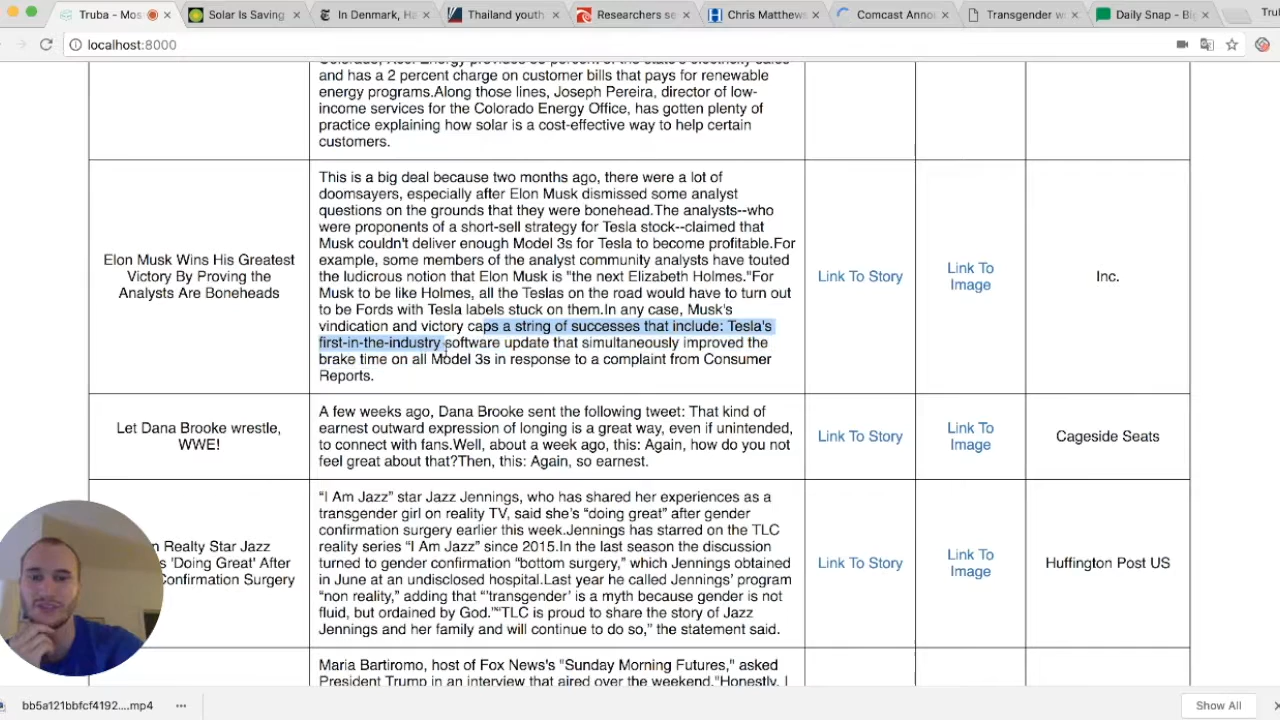 Truba - Mos
Solar Is Saving
In Denmark, Ha
Thailand youth
Researchers se
Chris Matthews
Comcast Anno
Transgender w
Daily Snap - Big
localhost:8000
and has a 2 percent charge on customer bills that pays for renewable
energy programs.Along those lines, Joseph Pereira, director of low-
income services for the Colorado Energy Office, has gotten plenty of
practice explaining how solar is a cost-effective way to help certain
customers.
Elon Musk Wins His Greatest
Victory By Proving the
Analysts Are Boneheads
This is a big deal because two months ago, there were a lot of
doomsayers, especially after Elon Musk dismissed some analyst
questions on the grounds that they were bonehead.The analysts--who
were proponents of a short-sell strategy for Tesla stock--claimed that
Musk couldn't deliver enough Model 3s for Tesla to become profitable.For
example, some members of the analyst community analysts have touted
the ludicrous notion that Elon Musk is "the next Elizabeth Holmes."For
Musk to be like Holmes, all the Teslas on the road would have to turn out
to be Fords with Tesla labels stuck on them.In any case, Musk's
vindication and victory caps a string of successes that include: Tesla's
first-in-the-industry software update that simultaneously improved the
brake time on all Model 3s in response to a complaint from Consumer
Reports.
Link To Story
Link To
Image
Inc.
Let Dana Brooke wrestle,
WWE!
A few weeks ago, Dana Brooke sent the following tweet: That kind of
earnest outward expression of longing is a great way, even if unintended,
to connect with fans.Well, about a week ago, this: Again, how do you not
feel great about that?Then, this: Again, so earnest.
Link To Story
Link To
Image
Cageside Seats
n Realty Star Jazz
s 'Doing Great' After
Confirmation Surgery
“I Am Jazz” star Jazz Jennings, who has shared her experiences as a
transgender girl on reality TV, said she’s “doing great” after gender
confirmation surgery earlier this week.Jennings has starred on the TLC
reality series “I Am Jazz” since 2015.In the last season the discussion
turned to gender confirmation “bottom surgery,” which Jennings obtained
in June at an undisclosed hospital.Last year he called Jennings’ program
“non reality,” adding that “‘transgender’ is a myth because gender is not
fluid, but ordained by God.”“TLC is proud to share the story of Jazz
Jennings and her family and will continue to do so,” the statement said.
Link To Story
Link To
Image
Huffington Post US
Maria Bartiromo, host of Fox News's "Sunday Morning Futures," asked
President Trump in an interview that aired over the weekend."Honestly, I
bb5a121bbfcf4192....mp4
Show All